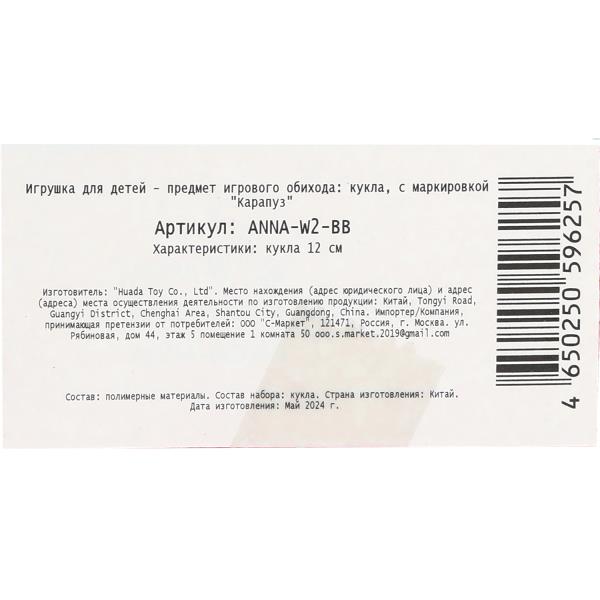 Игрушка для детей - предмет игрового обихода: кукла, с маркировкой
"Карапуз"
Артикул: ANNA-W2-BB
Характеристики: кукла 12 см
Изготовитель: "Huada Toy Co., Ltd". Место нахождения (адрес юридического лица) и адрес
(адреса) места осуществления деятельности по изготовлению продукции: Китай, Tongyi Road,
Guangyi District, Chenghai Area, Shantou City, Guangdong, China. Импортер/Компания,
принимающая претензии от потребителей: ООО "С-Маркет", 121471, Россия, г. Москва. ул.
Рябиновая, дом 44, этаж 5 помещение 1 комната 50 ooo.s.market.2019@gmail.com
Состав: полимерные материалы. Состав набора: кукла. Страна изготовления: Китай.
Дата изготовления: Май 2024 г.
4 650250 596257